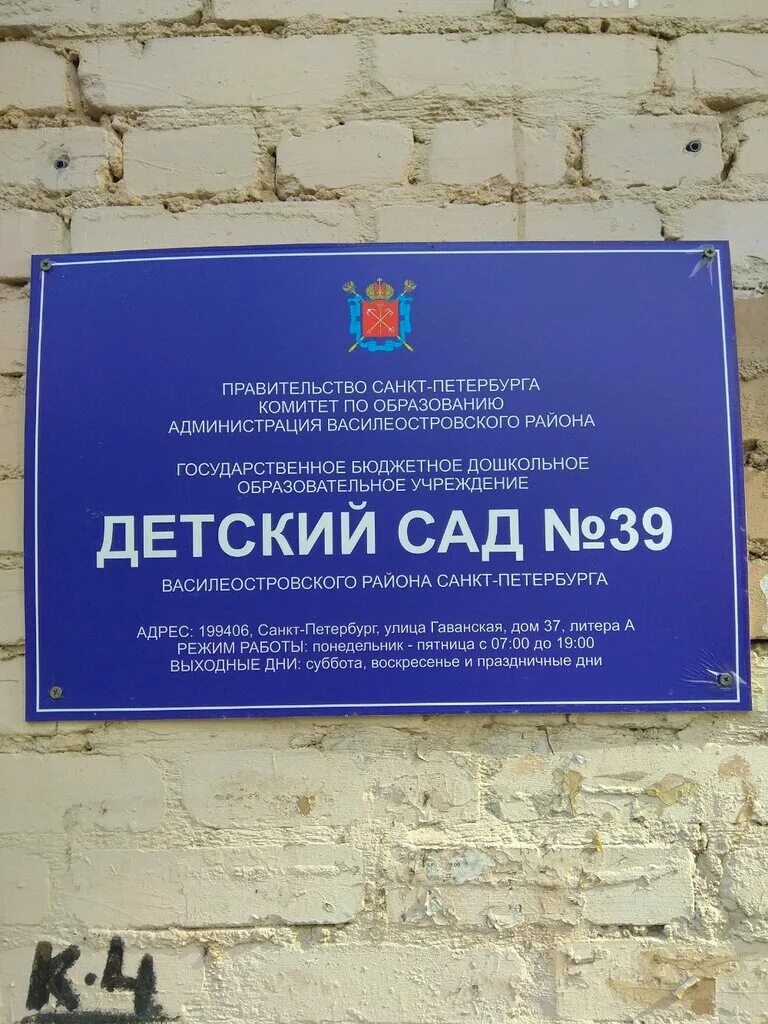 ПРАВИТЕЛЬСТВО САНКТ-ПЕТЕРБУРГА
КОМИТЕТ ПО ОБРАЗОВАНИЮ
АДМИНИСТРАЦИЯ ВАСИЛЕОСТРОВСКОГО РАЙОНА
ГОСУДАРСТВЕННОЕ БЮДЖЕТНОЕ ДОШКОЛЬНОЕ
ОБРАЗОВАТЕЛЬНОЕ УЧРЕЖДЕНИЕ
ДЕТСКИЙ САД №39
ВАСИЛЕОСТРОВСКОГО РАЙОНА САНКТ-ПЕТЕРБУРГА
АДРЕС: 199406, Санкт-Петербург, улица Гаванская, дом 37, литера А
РЕЖИМ РАБОТЫ: понедельник - пятница с 07:00 до 19:00
ВЫХОДНЫЕ ДНИ: суббота, воскресенье и праздничные дни
К-4